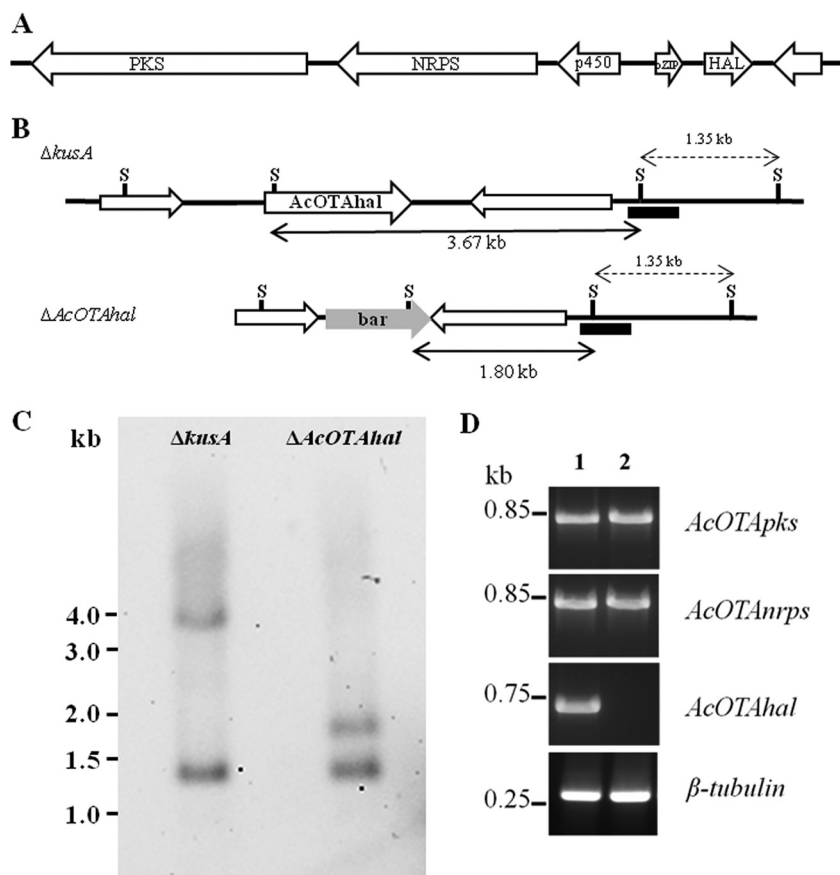 A
PKS NRPS p450 bZIP HAL
B
ΔkusA
1.35 kb
S S S S
AcOTAhal
3.67 kb
1.35 kb
S S S S
ΔAcOTAhal
bar
1.80 kb
C
kb ΔkusA ΔAcOTAhal
4.0
3.0
2.0
1.5
1.0
D
1 2
kb
0.85 AcOTApks
0.85 AcOTAnrps
0.75 AcOTAhal
0.25 β-tubulin